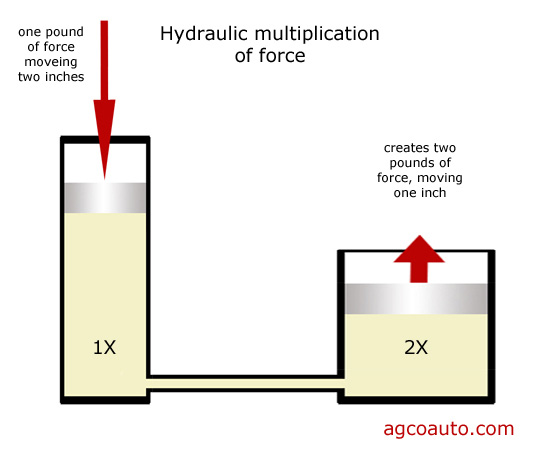 one pound
of force
moveing
two inches
Hydraulic multiplication
of force
creates two
pounds of
force, moving
one inch
1X
2X
agcoauto.com